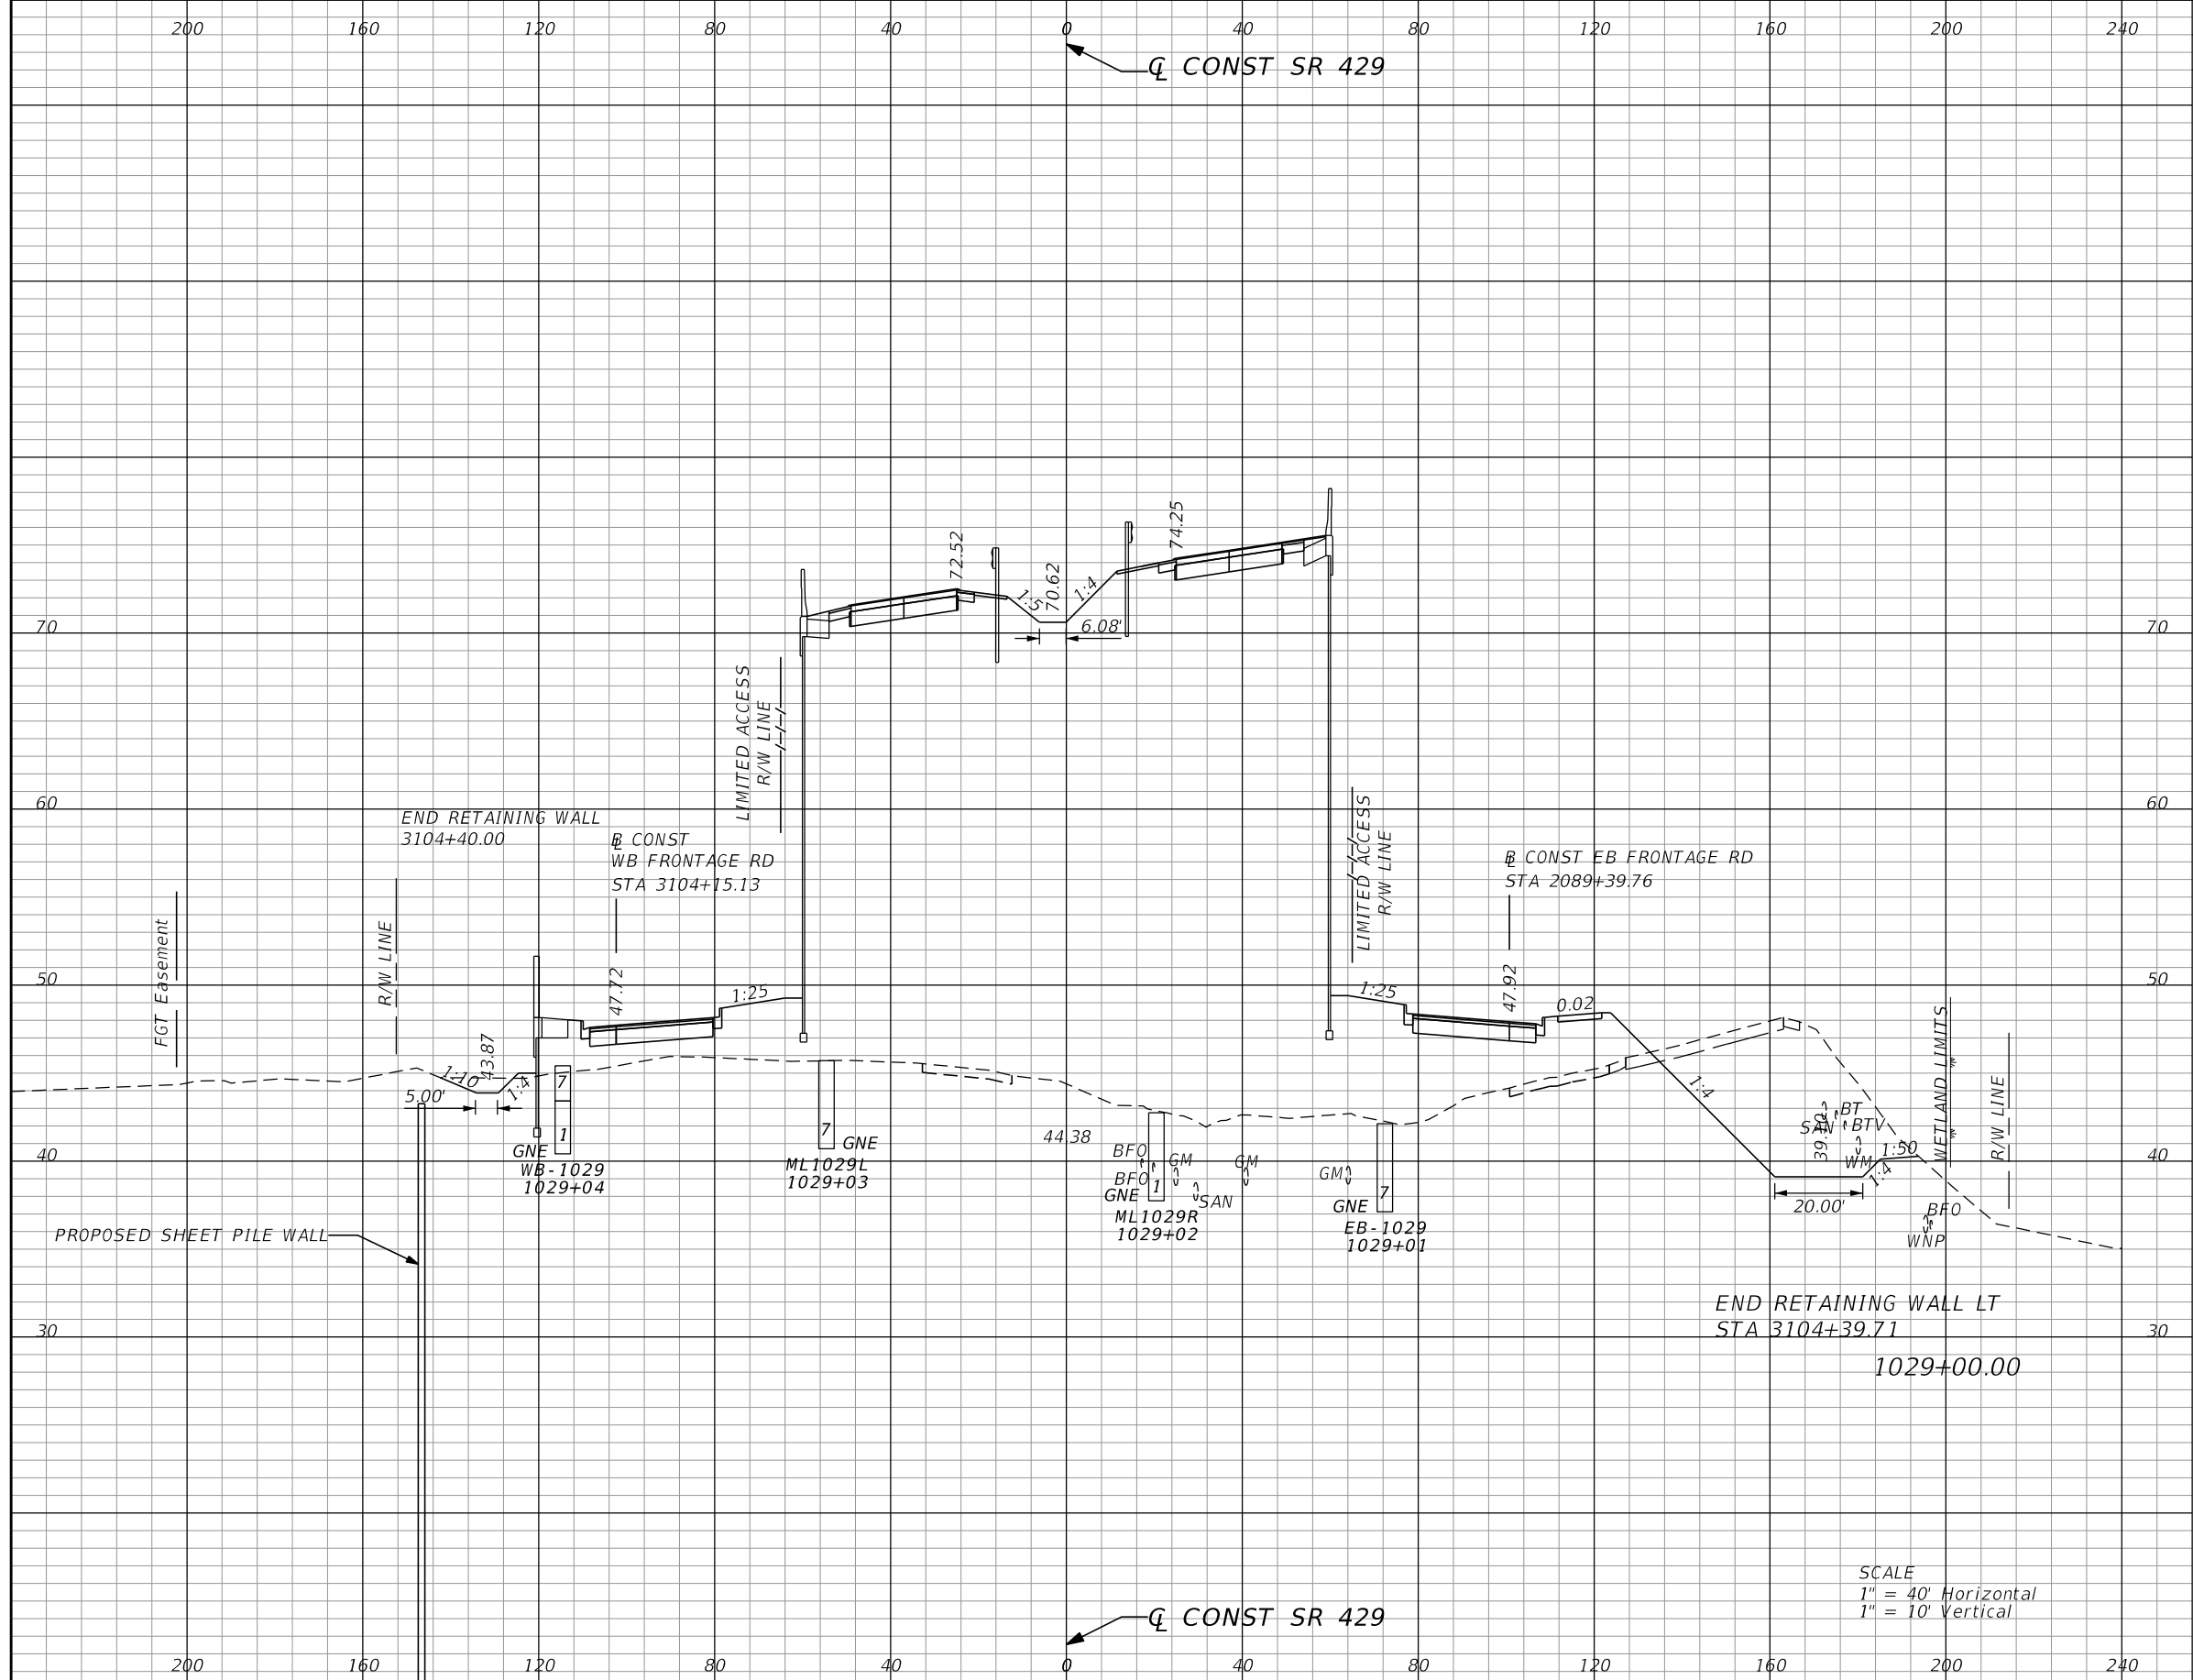 200 160 120 80 40 0 40 80 120 160 200 240
℄ CONST SR 429
72.52
74.25
1:5
70.62
1:4
6.08'
70 70
LIMITED ACCESS
R/W LINE
60 60
END RETAINING WALL
3104+40.00
℄ CONST
WB FRONTAGE RD
STA 3104+15.13
LIMITED ACCESS
R/W LINE
℄ CONST EB FRONTAGE RD
STA 2089+39.76
FGT Easement
R/W LINE
50 50
47.72
1:25
1:25
47.92
0.02
43.87
1:10
1:4
5.00'
7
1
GNE
WB-1029
1029+04
7
GNE
ML1029L
1029+03
44.38
BFO
BFO
GNE
1
GM
SAN
GM
ML1029R
1029+02
GM
7
GNE
EB-1029
1029+01
1:4
39.10
SAN
BT
BTV
WM
1:50
1:4
20.00'
WETLAND LIMITS
R/W LINE
BFO
WNP
40 40
PROPOSED SHEET PILE WALL
30 30
END RETAINING WALL LT
STA 3104+39.71
1029+00.00
SCALE
1" = 40' Horizontal
1" = 10' Vertical
℄ CONST SR 429
200 160 120 80 40 0 40 80 120 160 200 240